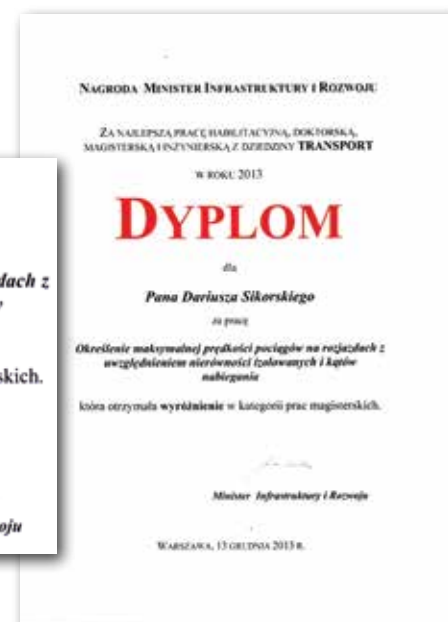 NAGRODA MINISTER INFRASTRUKTURY I ROZWOJU
ZA NAJLEPSZĄ PRACĘ HABILITACYJNĄ, DOKTORSKĄ,
MAGISTERSKĄ I INŻYNIERSKĄ Z DZIEDZINY TRANSPORT
W ROKU 2013
DYPLOM
dla
Pana Dariusza Sikorskiego
za pracę
Określenie maksymalnej prędkości pociągów na rozjazdach z
uwzględnieniem nierówności izolowanych i kątów
nabiegania
która otrzymała wyróżnienie w kategorii prac magisterskich.
Minister Infrastruktury i Rozwoju
WARSZAWA, 13 GRUDNIA 2013 R.
dach z
skich.
oju